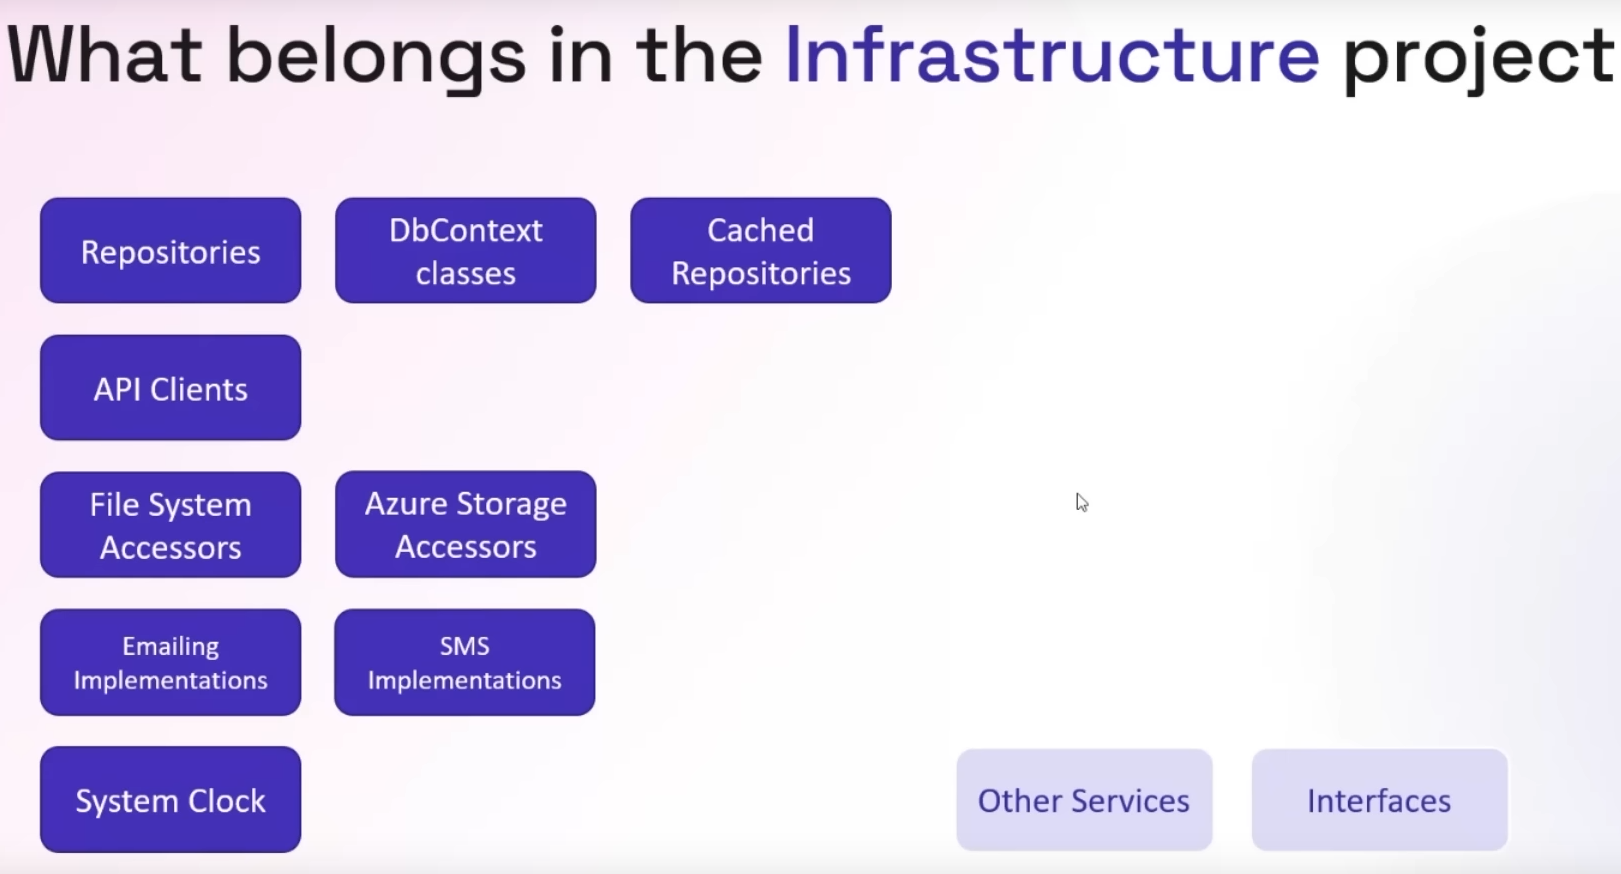 What belongs in the Infrastructure project
Repositories
DbContext
classes
Cached
Repositories
API Clients
File System
Accessors
Azure Storage
Accessors
Emailing
Implementations
SMS
Implementations
System Clock
Other Services
Interfaces